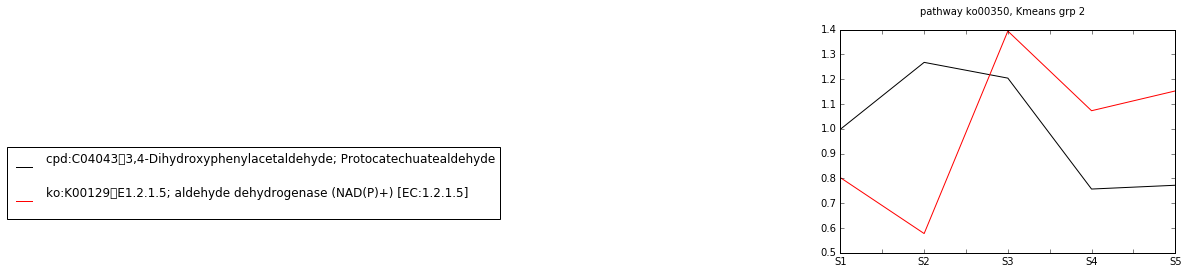 pathway ko00350, Kmeans grp 2
1.4
1.3
1.2
1.1
1.0
0.9
0.8
0.7
0.6
0.5
S1 S2 S3 S4 S5
cpd:C04043▯3,4-Dihydroxyphenylacetaldehyde; Protocatechuatealdehyde
ko:K00129▯E1.2.1.5; aldehyde dehydrogenase (NAD(P)+) [EC:1.2.1.5]